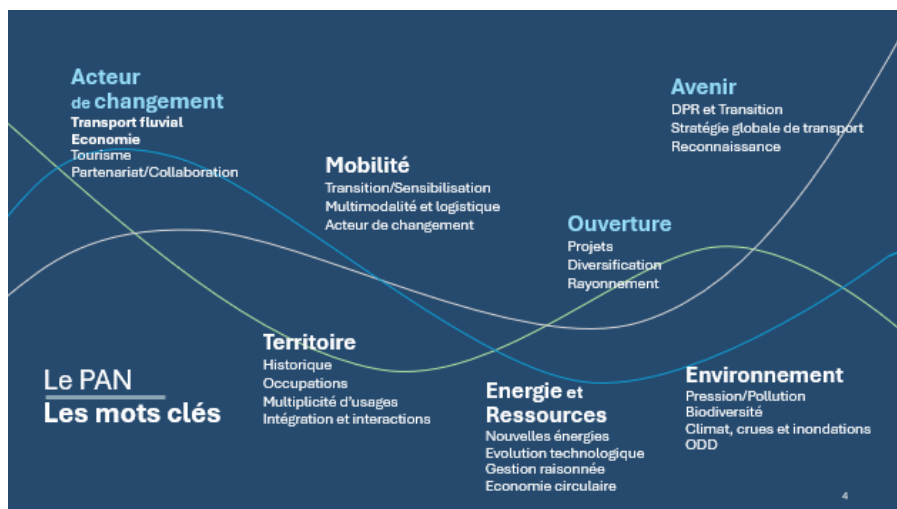 Acteur
de changement
Transport fluvial
Economie
Tourisme
Partenariat/Collaboration
Mobilité
Transition/Sensibilisation
Multimodalité et logistique
Acteur de changement
Avenir
DPR et Transition
Stratégie globale de transport
Reconnaissance
Ouverture
Projets
Diversification
Rayonnement
Le PAN
Les mots clés
Territoire
Historique
Occupations
Multiplicité d'usages
Intégration et interactions
Energie et
Ressources
Nouvelles énergies
Evolution technologique
Gestion raisonnée
Economie circulaire
Environnement
Pression/Pollution
Biodiversité
Climat, crues et inondations
ODD
4